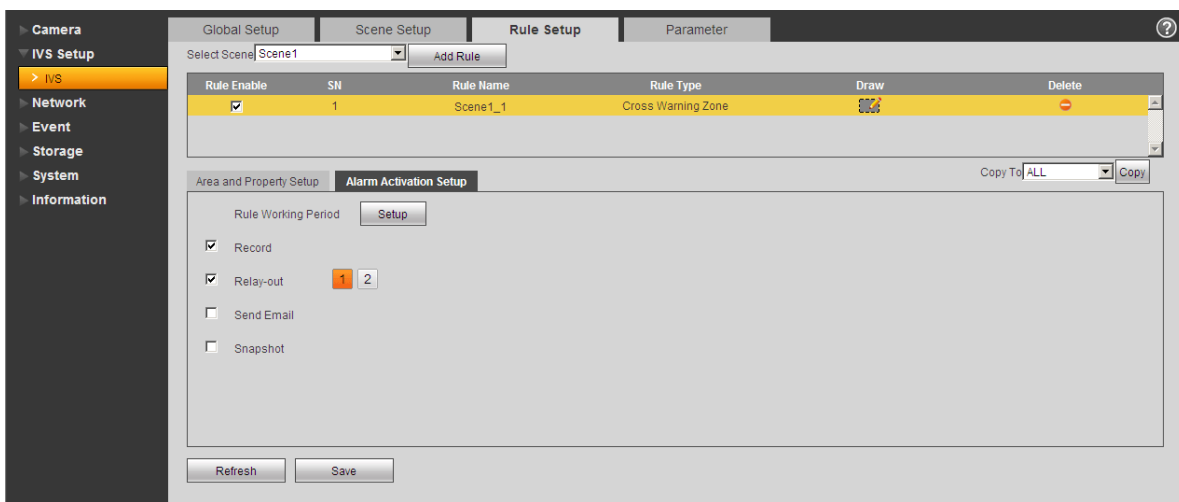 Camera
IVS Setup
> IVS
Network
Event
Storage
System
Information
Global Setup Scene Setup Rule Setup Parameter ?
Select Scene Scene1 Add Rule
Rule Enable SN Rule Name Rule Type Draw Delete
1 Scene1_1 Cross Warning Zone
Copy To ALL Copy
Area and Property Setup Alarm Activation Setup
Rule Working Period Setup
Record
Relay-out 1 2
Send Email
Snapshot
Refresh Save